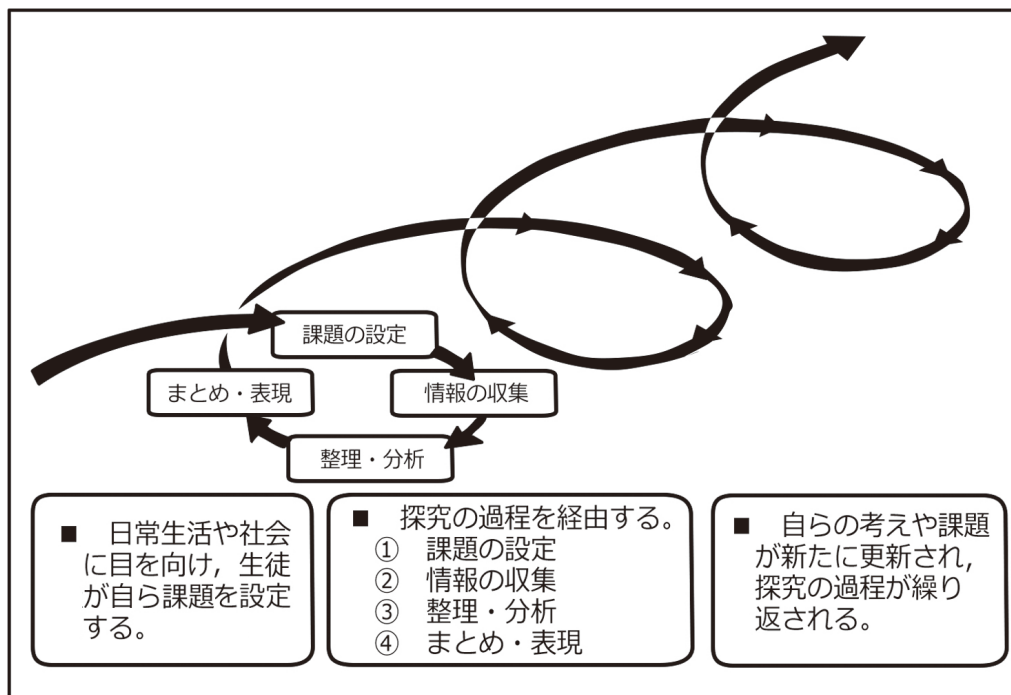 課題の設定
まとめ・表現
情報の収集
整理・分析
■ 日常生活や社会
に目を向け，生徒
が自ら課題を設定
する。
■ 探究の過程を経由する。
① 課題の設定
② 情報の収集
③ 整理・分析
④ まとめ・表現
■ 自らの考えや課題
が新たに更新され，
探究の過程が繰り
返される。